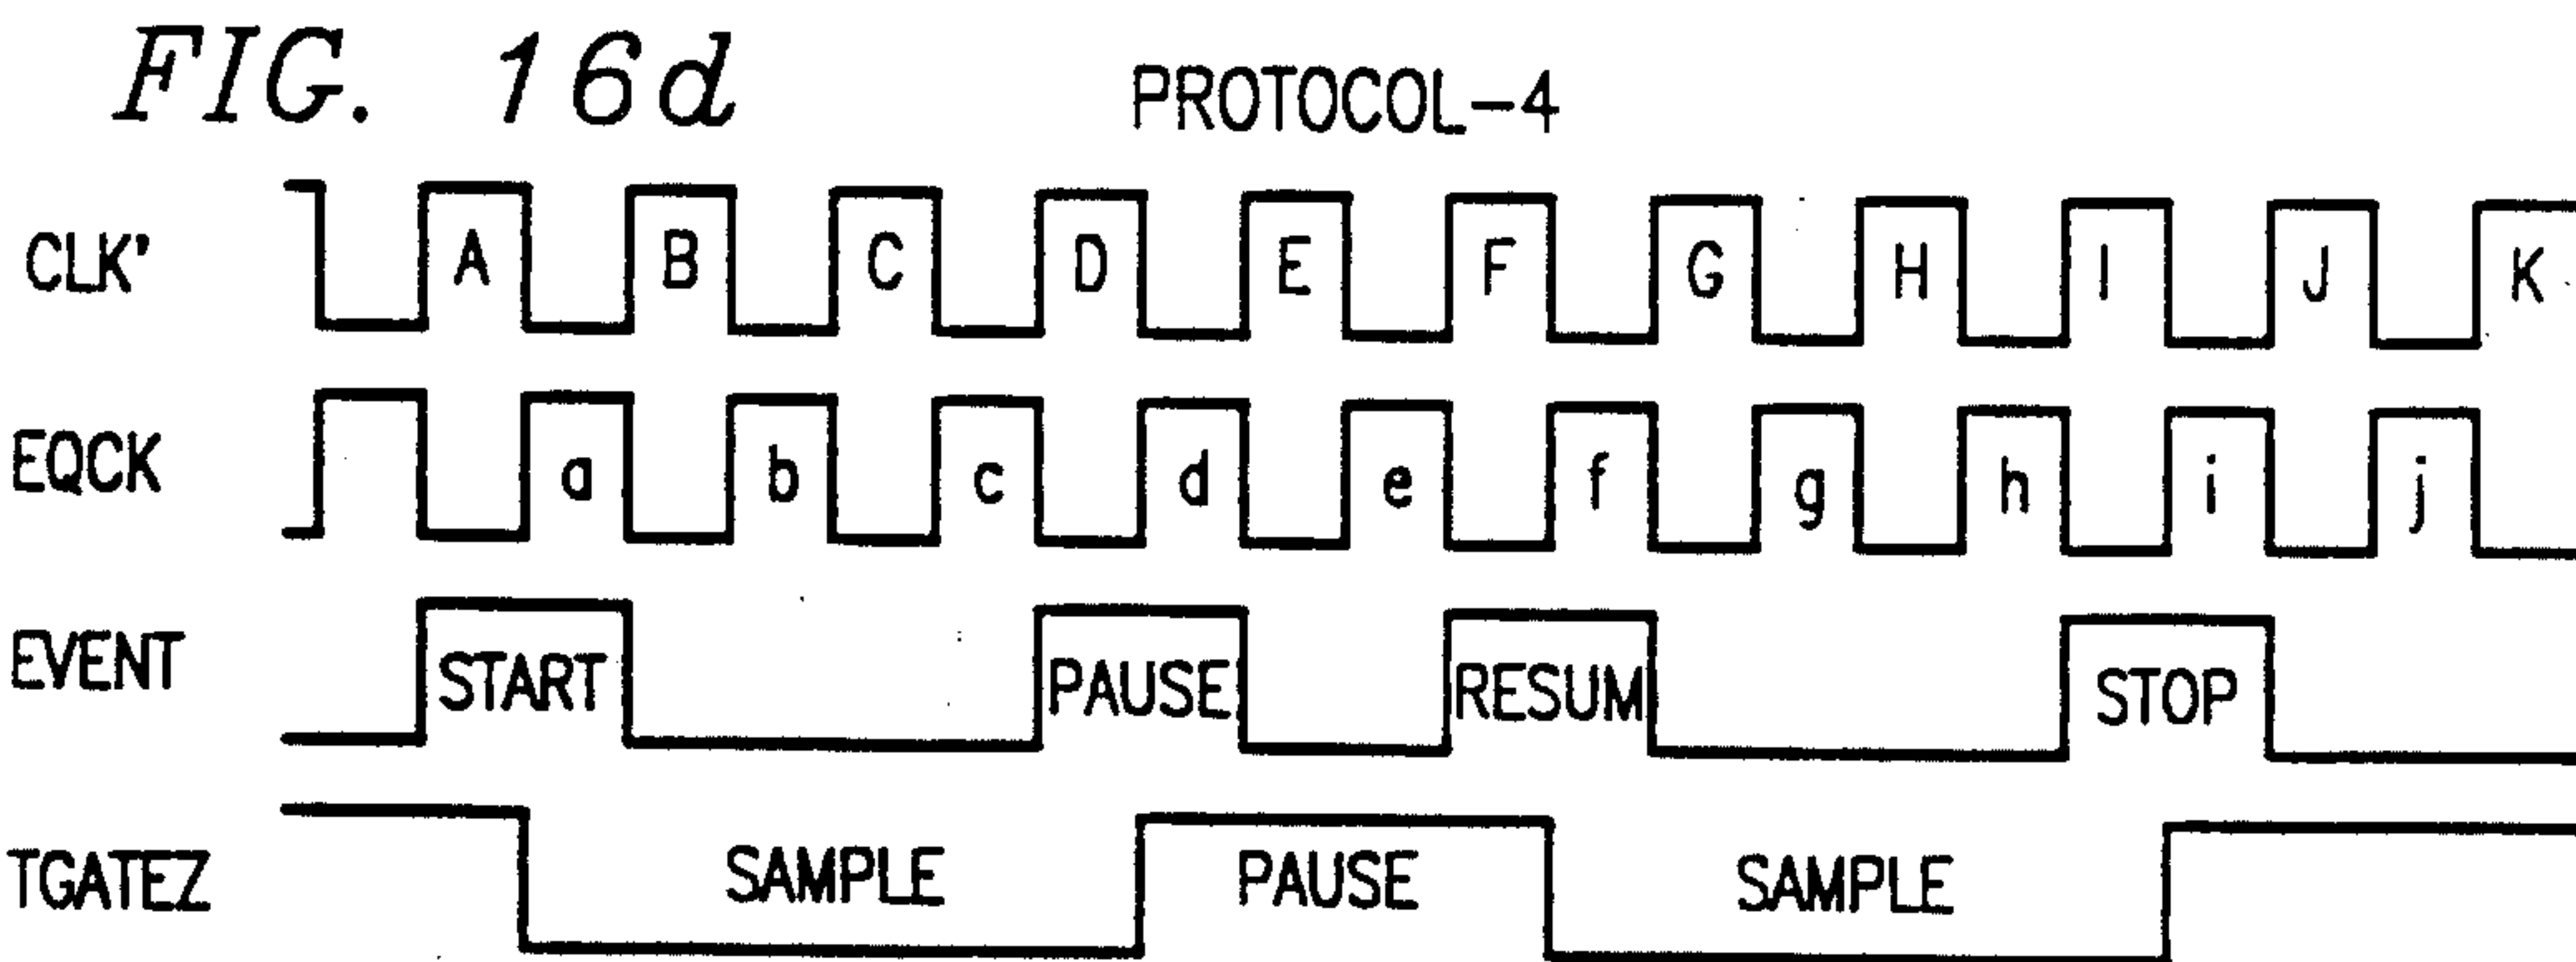 FIG. 16d
PROTOCOL-4
CLK' A B C D E F G H I J K
EQCK a b c d e f g h i j
EVENT START PAUSE RESUM STOP
TGATEZ SAMPLE PAUSE SAMPLE